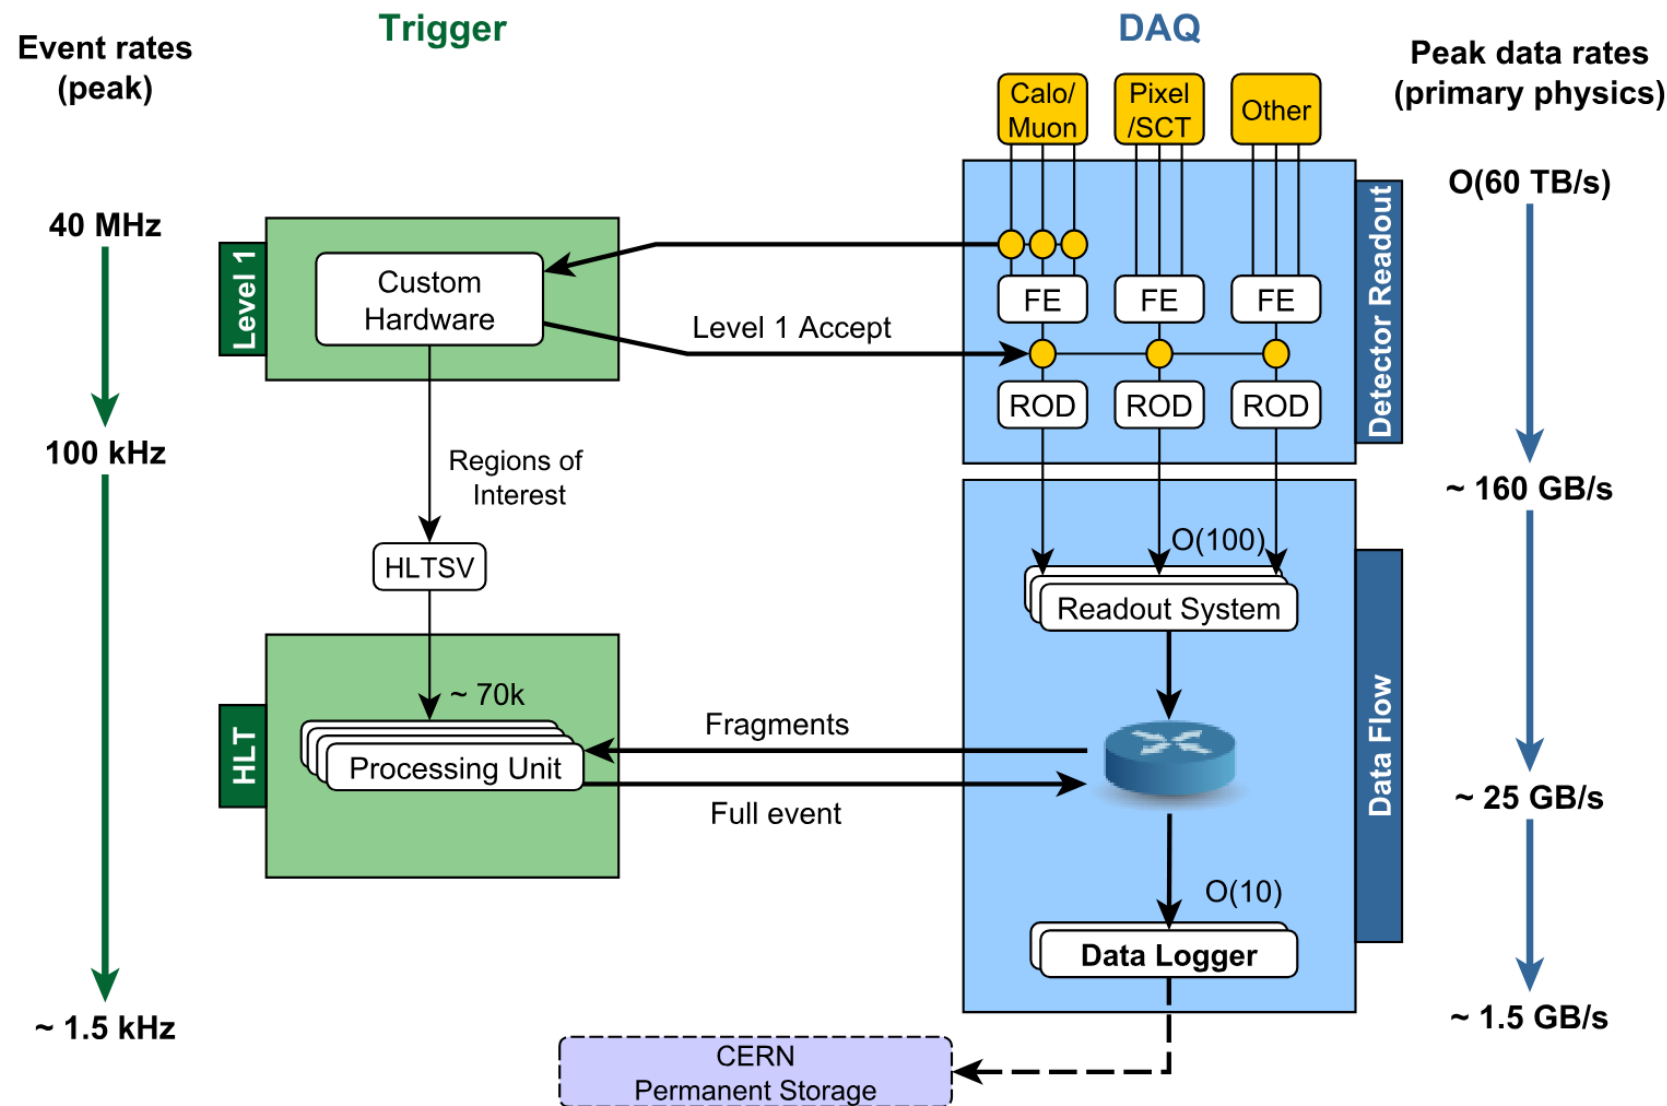 Trigger
DAQ
Event rates
(peak)
Peak data rates
(primary physics)
Calo/
Muon
Pixel
/SCT
Other
O(60 TB/s)
40 MHz
Level 1
Custom
Hardware
FE
FE
FE
Detector Readout
Level 1 Accept
ROD
ROD
ROD
100 kHz
Regions of
Interest
~ 160 GB/s
O(100)
HLTSV
Readout System
~ 70k
HLT
Processing Unit
Fragments
Full event
Data Flow
~ 25 GB/s
O(10)
Data Logger
~ 1.5 kHz
~ 1.5 GB/s
CERN
Permanent Storage